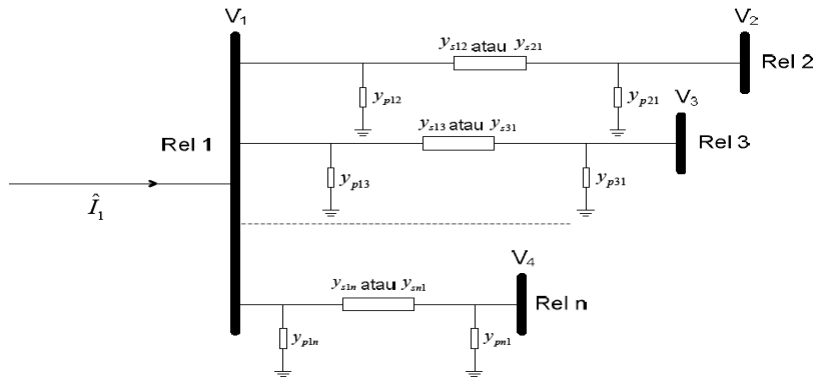 V₁
V₂
yₛ₁₂ atau yₛ₂₁
Rel 2
yₚ₁₂
yₚ₂₁
V₃
yₛ₁₃ atau yₛ₃₁
Rel 1
Rel 3
yₚ₁₃
yₚ₃₁
Î₁
V₄
yₛ₁ₙ atau yₛₙ₁
Rel n
yₚ₁ₙ
yₚₙ₁